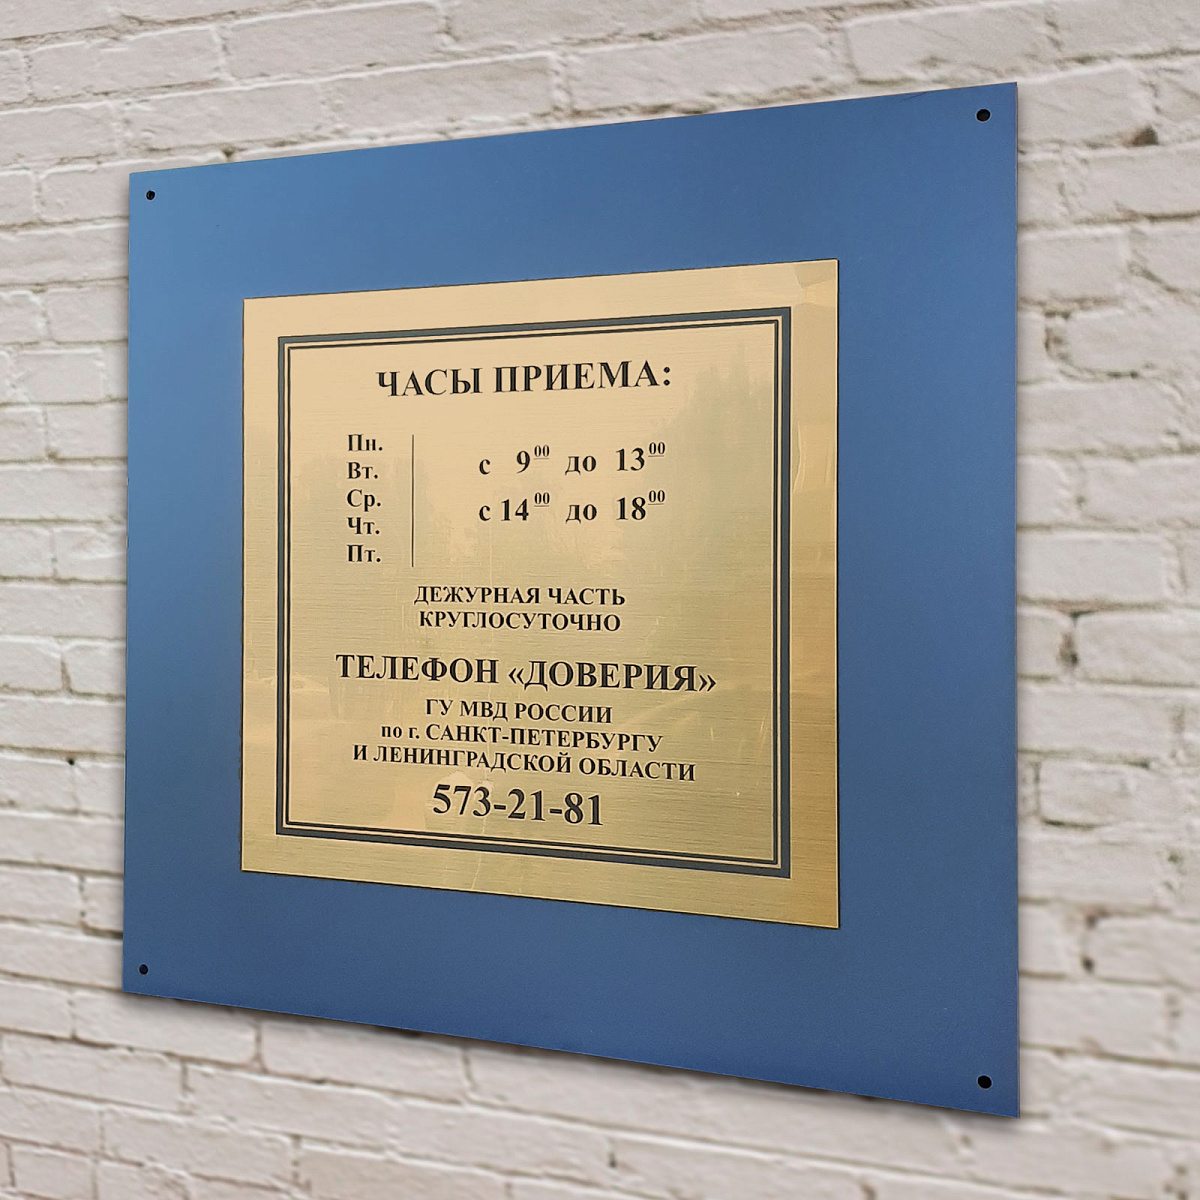 ЧАСЫ ПРИЕМА:
Пн.
Вт.
Ср.
Чт.
Пт.
с 9⁰⁰ до 13⁰⁰
с 14⁰⁰ до 18⁰⁰
ДЕЖУРНАЯ ЧАСТЬ
КРУГЛОСУТОЧНО
ТЕЛЕФОН «ДОВЕРИЯ»
ГУ МВД РОССИИ
по г. САНКТ-ПЕТЕРБУРГУ
И ЛЕНИНГРАДСКОЙ ОБЛАСТИ
573-21-81